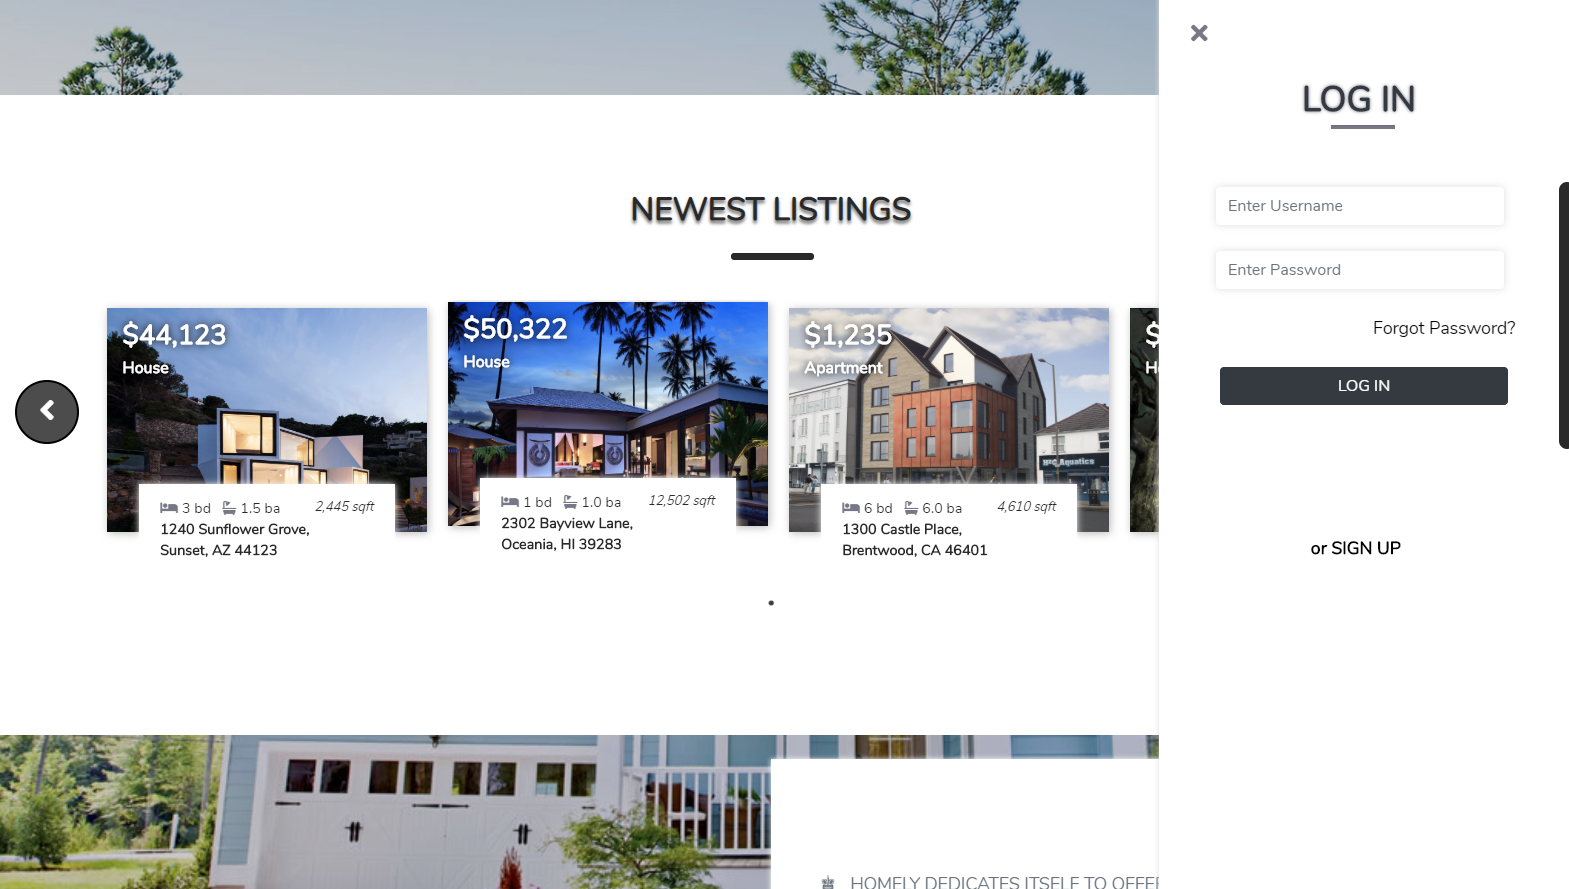 LOG IN
Enter Username
Enter Password
Forgot Password?
LOG IN
or SIGN UP
NEWEST LISTINGS
$44,123
House
3 bd 1.5 ba 2,445 sqft
1240 Sunflower Grove,
Sunset, AZ 44123
$50,322
House
1 bd 1.0 ba 12,502 sqft
2302 Bayview Lane,
Oceania, HI 39283
$1,235
Apartment
6 bd 6.0 ba 4,610 sqft
1300 Castle Place,
Brentwood, CA 46401
$
HOMELY DEDICATES ITSELF TO OFFER